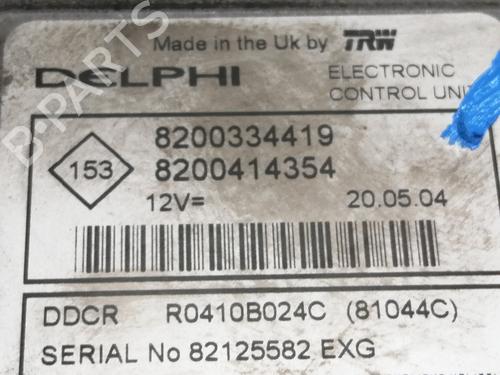 Made in the Uk by TRW
DELPHI
ELECTRONIC
CONTROL UNIT
8200334419
153
8200414354
12V=
20.05.04
DDCR R0410B024C (81044C)
SERIAL No 82125582 EXG
B-PARTS